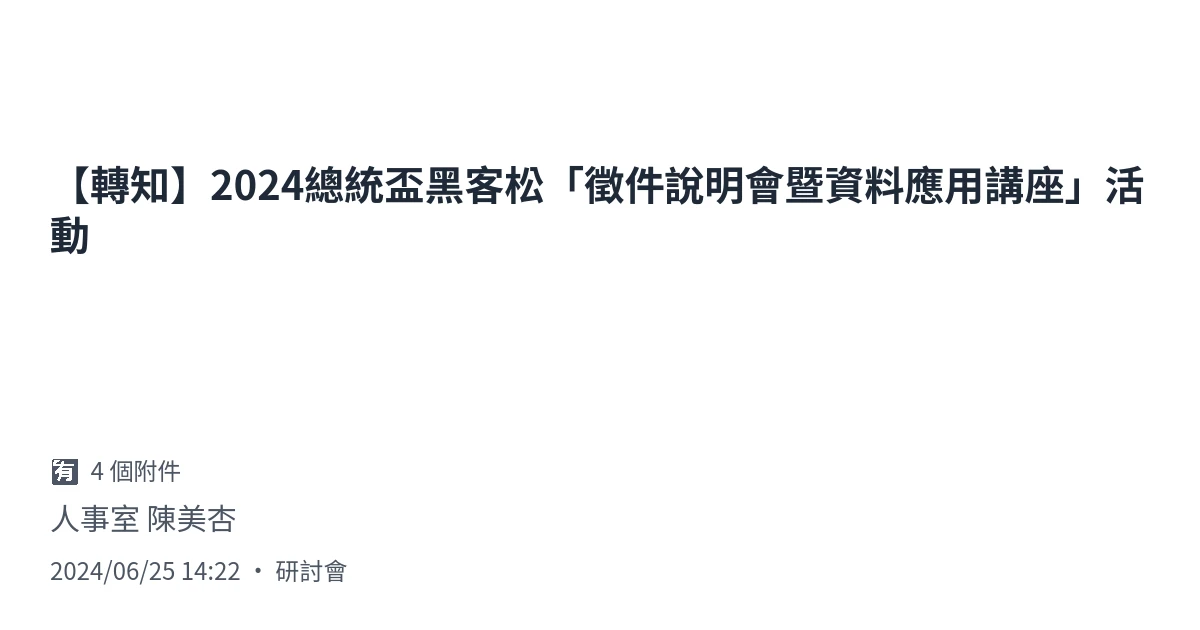 【轉知】2024總統盃黑客松「徵件說明會暨資料應用講座」活
動
🈶 4 個附件
人事室 陳美杏
2024/06/25 14:22 • 研討會